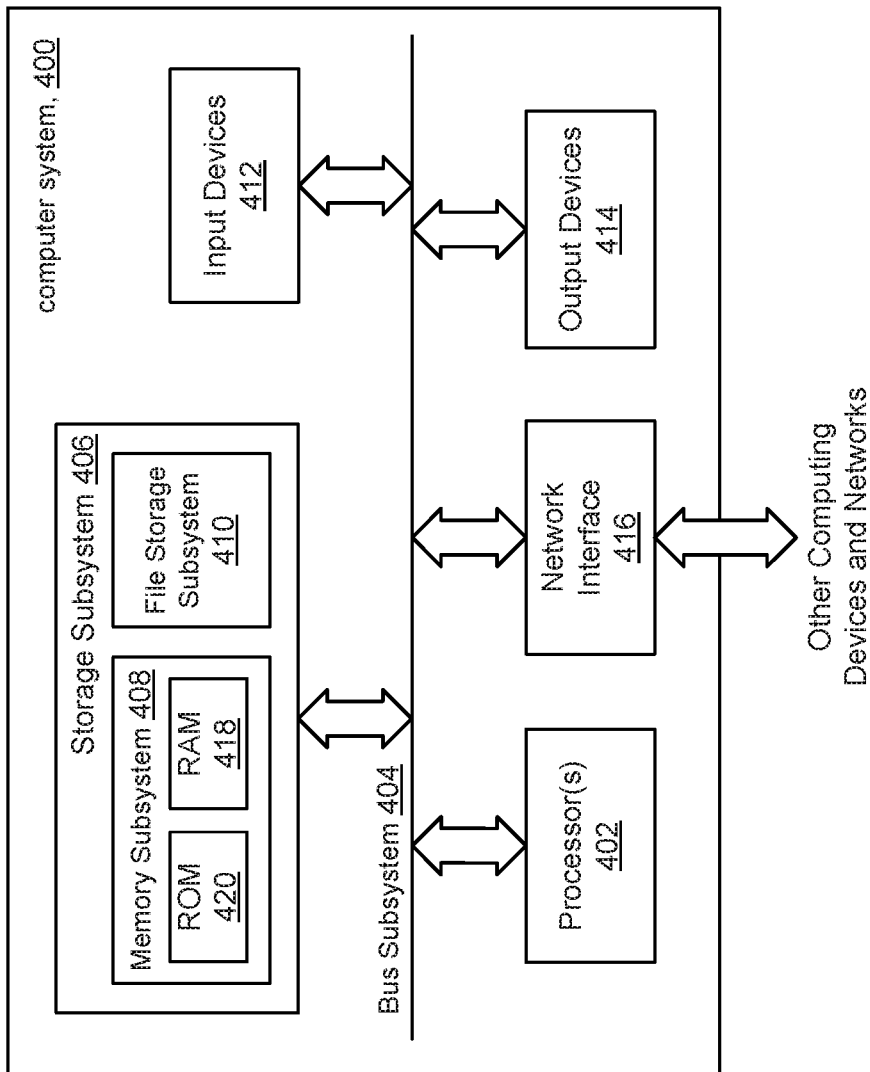 computer system, 400
Storage Subsystem 406
Memory Subsystem 408
ROM
420
RAM
418
File Storage
Subsystem
410
Input Devices
412
Bus Subsystem 404
Processor(s)
402
Network
Interface
416
Output Devices
414
Other Computing
Devices and Networks